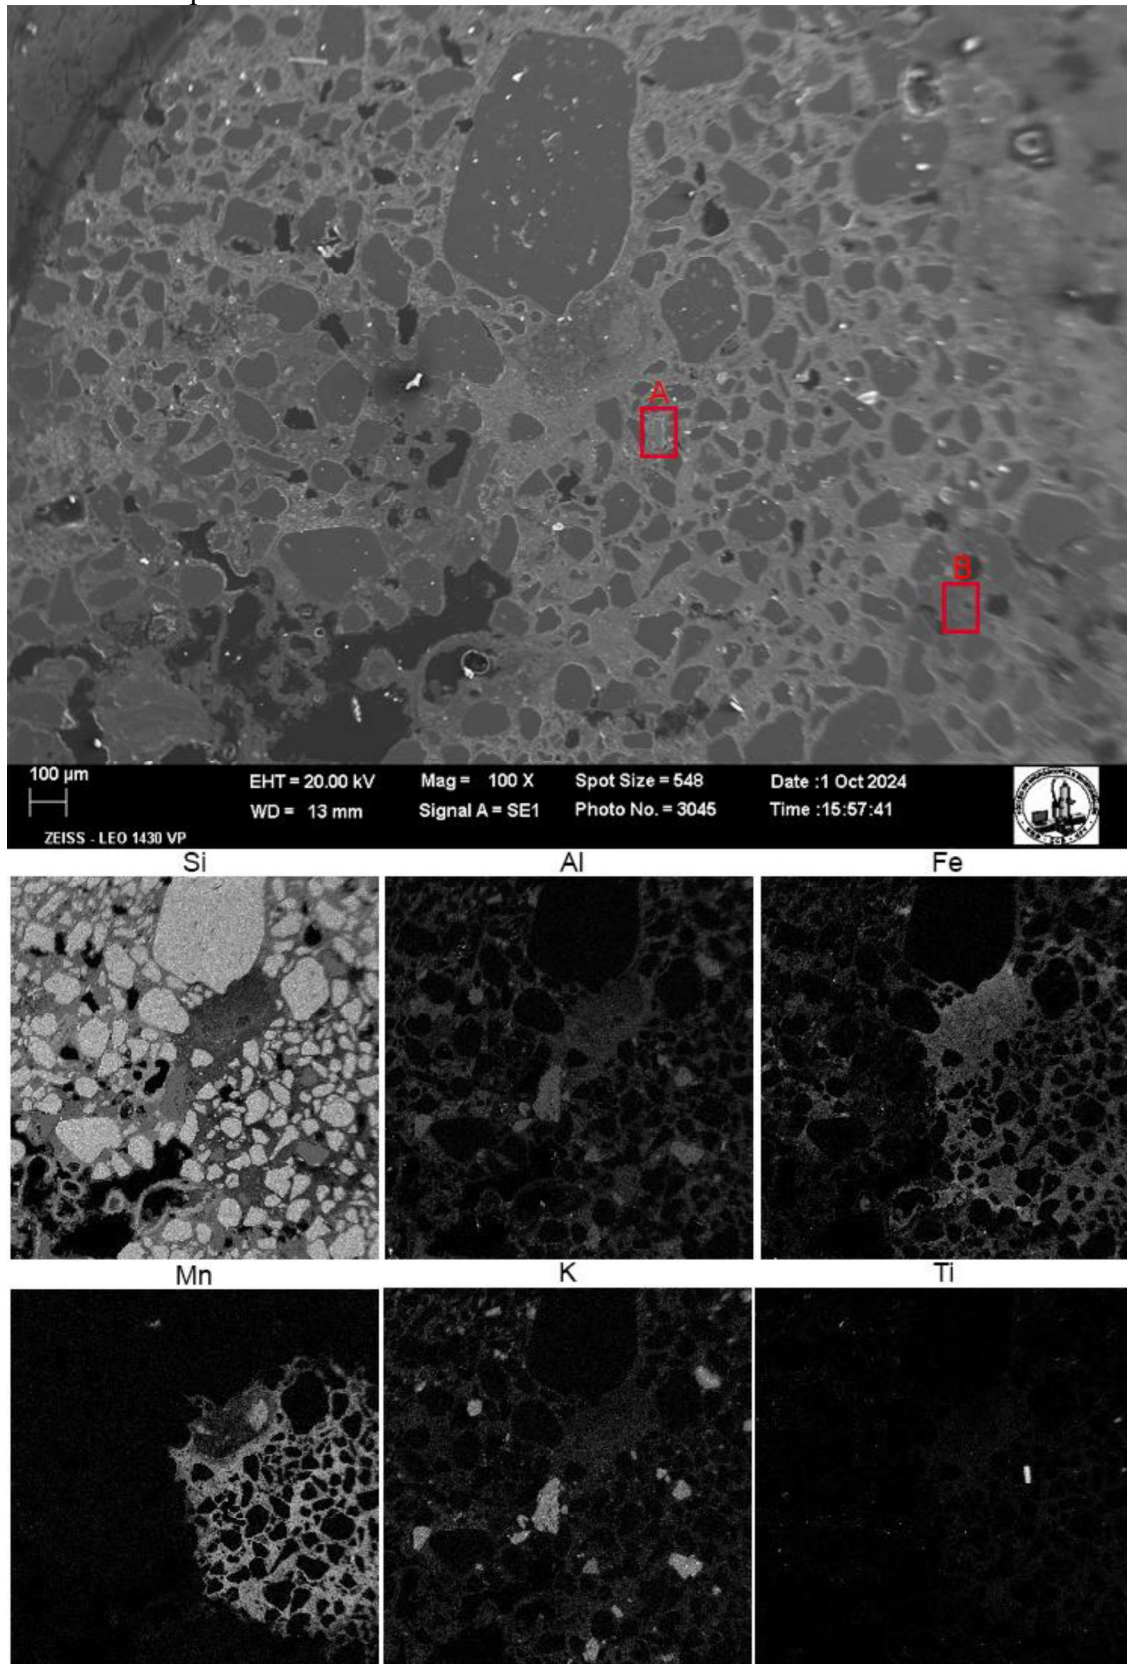 A
B
100 µm
EHT = 20.00 kV Mag = 100 X Spot Size = 548 Date :1 Oct 2024
WD = 13 mm Signal A = SE1 Photo No. = 3045 Time :15:57:41
ZEISS - LEO 1430 VP
Si Al Fe
Mn K Ti